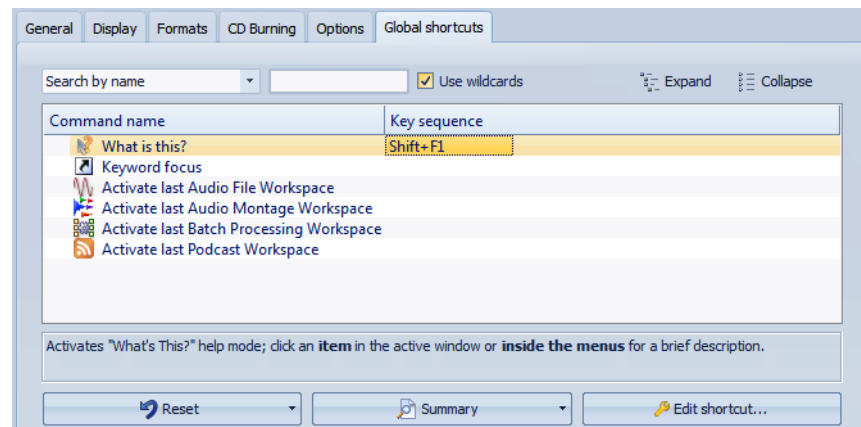 General Display Formats CD Burning Options Global shortcuts
Search by name Use wildcards Expand Collapse
Command name Key sequence
What is this? Shift+F1
Keyword focus
Activate last Audio File Workspace
Activate last Audio Montage Workspace
Activate last Batch Processing Workspace
Activate last Podcast Workspace
Activates "What's This?" help mode; click an item in the active window or inside the menus for a brief description.
Reset Summary Edit shortcut...